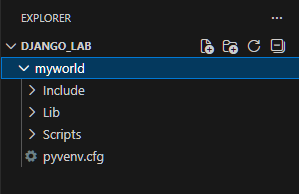 EXPLORER
DJANGO_LAB
myworld
Include
Lib
Scripts
pyvenv.cfg